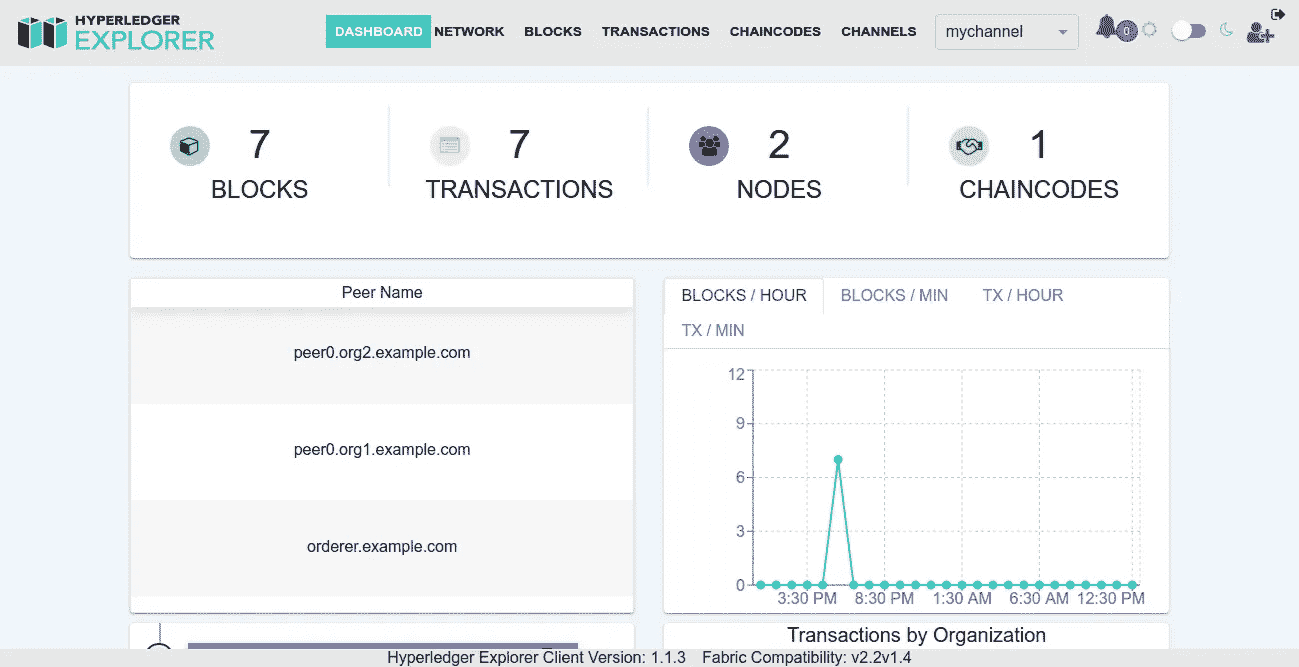 HYPERLEDGER
EXPLORER
DASHBOARD NETWORK BLOCKS TRANSACTIONS CHAINCODES CHANNELS mychannel 0
7 7 2 1
BLOCKS TRANSACTIONS NODES CHAINCODES
Peer Name
peer0.org2.example.com
peer0.org1.example.com
orderer.example.com
BLOCKS / HOUR BLOCKS / MIN TX / HOUR
TX / MIN
12
9
6
3
0
3:30 PM 8:30 PM 1:30 AM 6:30 AM 12:30 PM
Transactions by Organization
Hyperledger Explorer Client Version: 1.1.3 Fabric Compatibility: v2.2v1.4